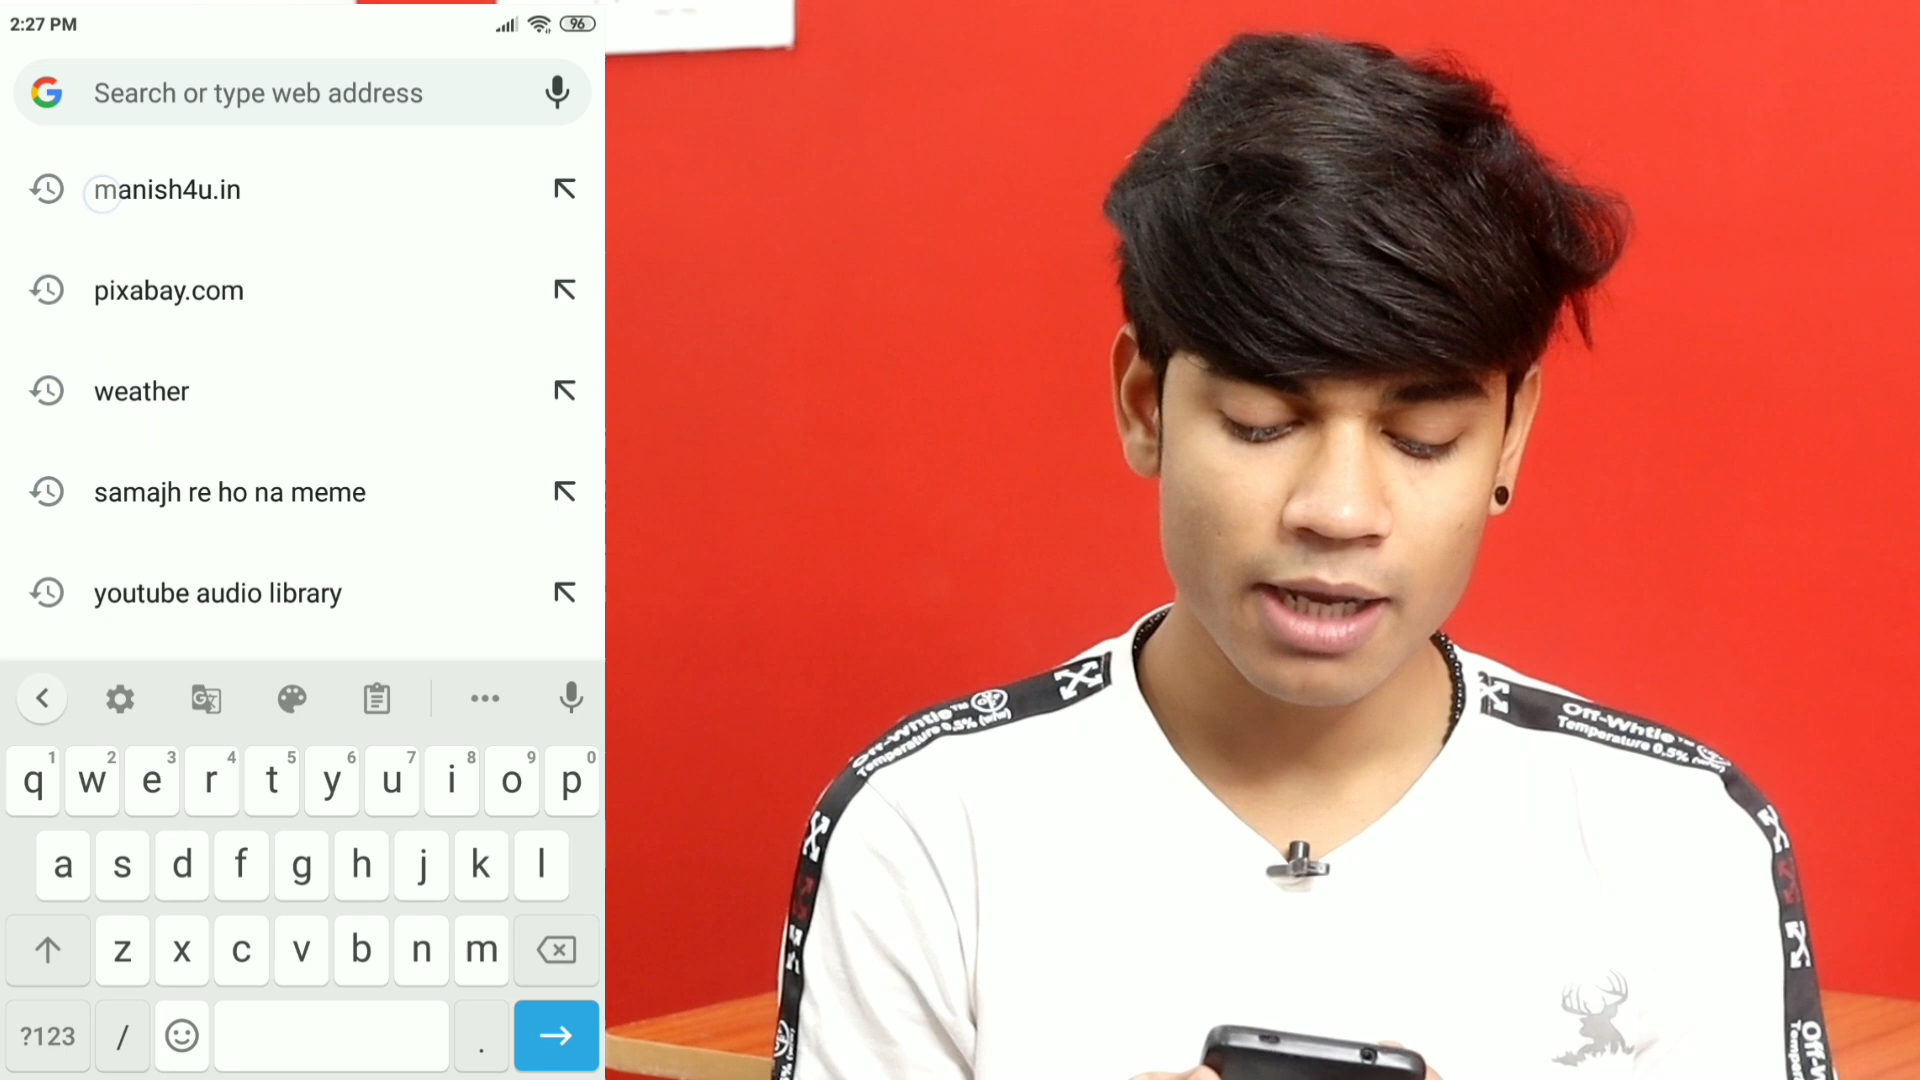 2:27 PM
96
Search or type web address
manish4u.in
pixabay.com
weather
samajh re ho na meme
youtube audio library
1 2 3 4 5 6 7 8 9 0
q w e r t y u i o p
a s d f g h j k l
z x c v b n m
?123 / .
Off-Whtle™
Temperature 0,5% (w/w)
Off-Whtle™
Temperature 0.5% (w/w)